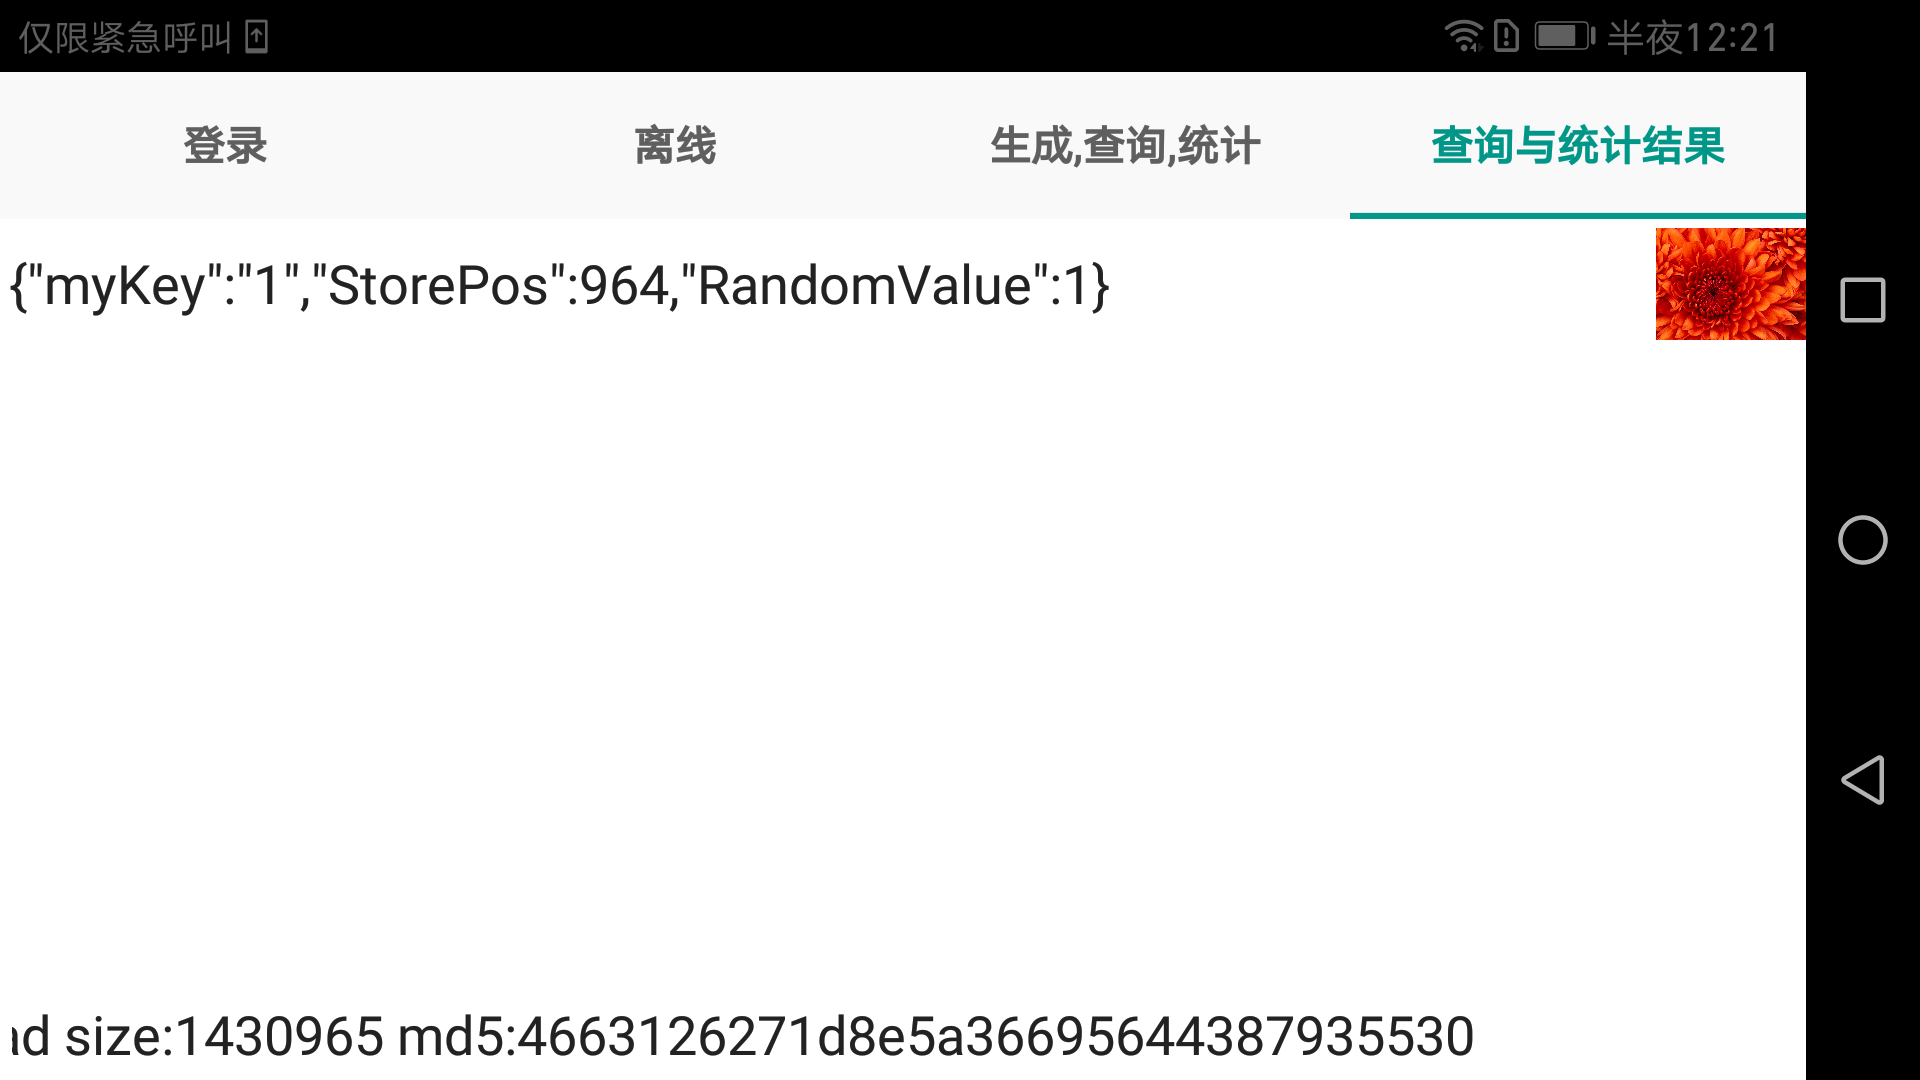 仅限紧急呼叫 半夜12:21
登录 离线 生成,查询,统计 查询与统计结果
{"myKey":"1","StorePos":964,"RandomValue":1}
size:1430965 md5:4663126271d8e5a36695644387935530